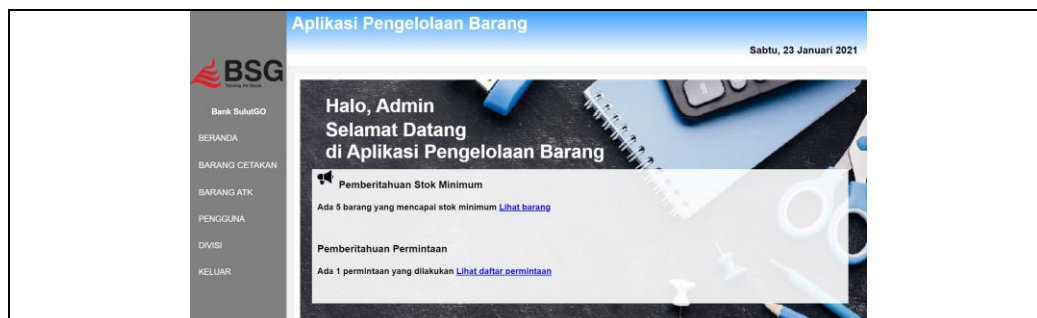 Aplikasi Pengelolaan Barang
Sabtu, 23 Januari 2021
BSG
Bank SulutGO
BERANDA
BARANG CETAKAN
BARANG ATK
PENGGUNA
DIVISI
KELUAR
Halo, Admin
Selamat Datang
di Aplikasi Pengelolaan Barang
Pemberitahuan Stok Minimum
Ada 5 barang yang mencapai stok minimum Lihat barang
Pemberitahuan Permintaan
Ada 1 permintaan yang dilakukan Lihat daftar permintaan